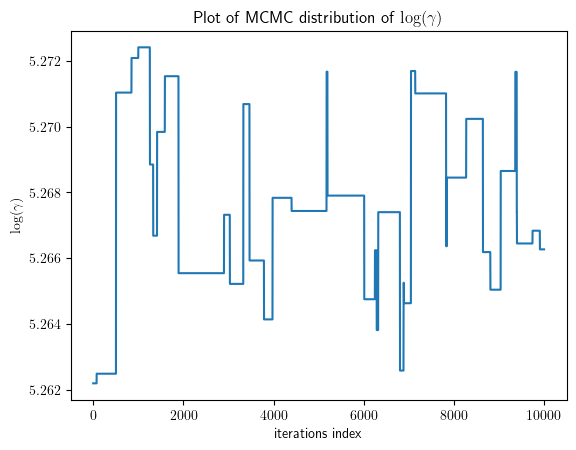 Plot of MCMC distribution of log(γ)
5.272
5.270
5.268
5.266
5.264
5.262
log(γ)
0 2000 4000 6000 8000 10000
iterations index